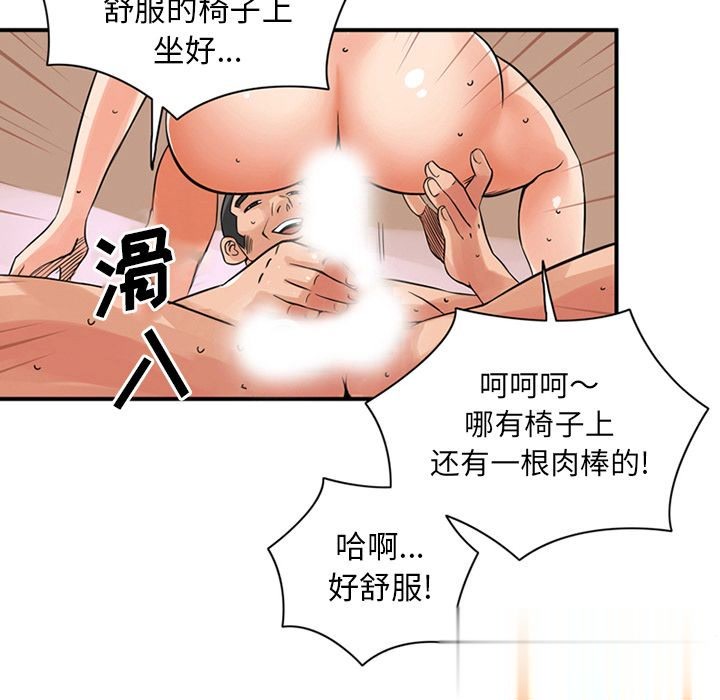 舒服的椅子上
坐好...
滑
八
呵呵呵～
哪有椅子上
还有一根肉棒的!
哈啊...
好舒服!